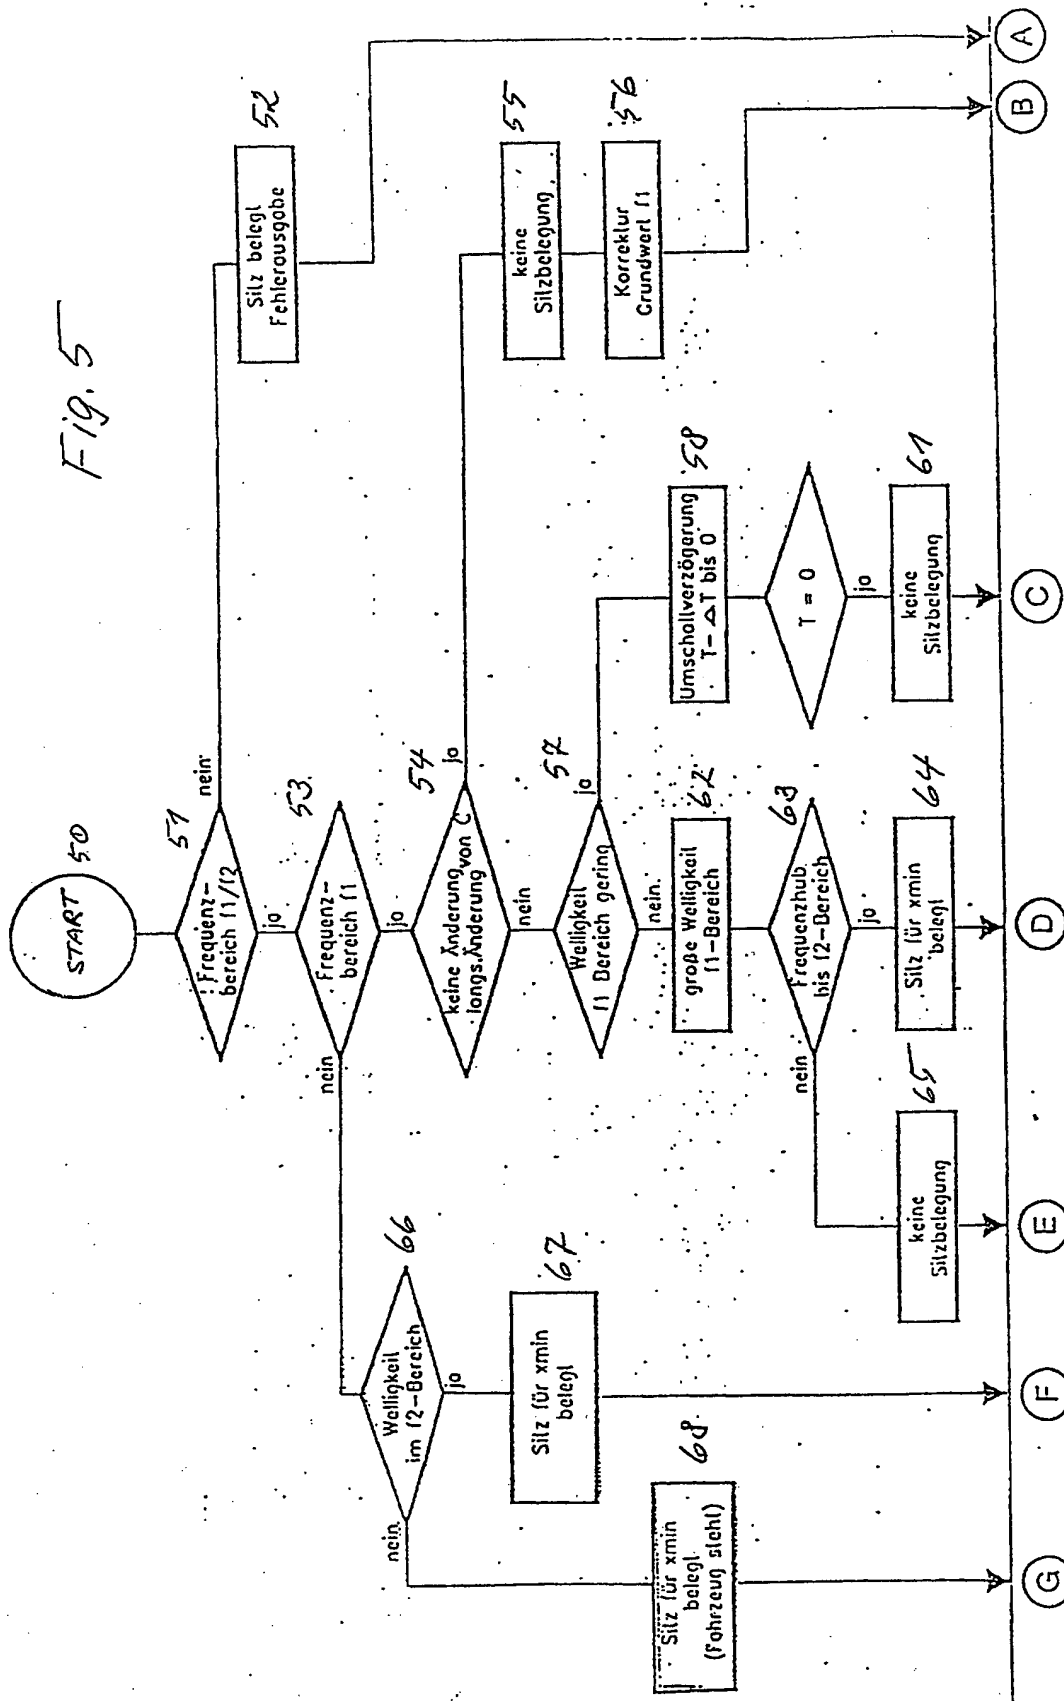 Fig. 5
START 50
51
Frequenz-
bereich f1/f2
nein
ja
52
Sitz belegt
Fehlerausgabe
53
Frequenz-
bereich f1
nein
ja
54
keine Änderung
longs. Änderung von C
ja
nein
55
keine
Sitzbelegung
56
Korrektur
Grundwert f1
57
Welligkeit
f1 Bereich gering
ja
nein
58
Umschaltverzögerung
T-ΔT bis 0
T = 0
ja
61
keine
Sitzbelegung
62
große Welligkeit
f1-Bereich
63
Frequenzhub
bis f2-Bereich
nein
ja
64
Sitz für xmin
belegt
65
keine
Sitzbelegung
66
Welligkeit
im f2-Bereich
nein
ja
67
Sitz für xmin
belegt
68
Sitz für xmin
belegt
(Fahrzeug steht)
G
F
E
D
C
B
A